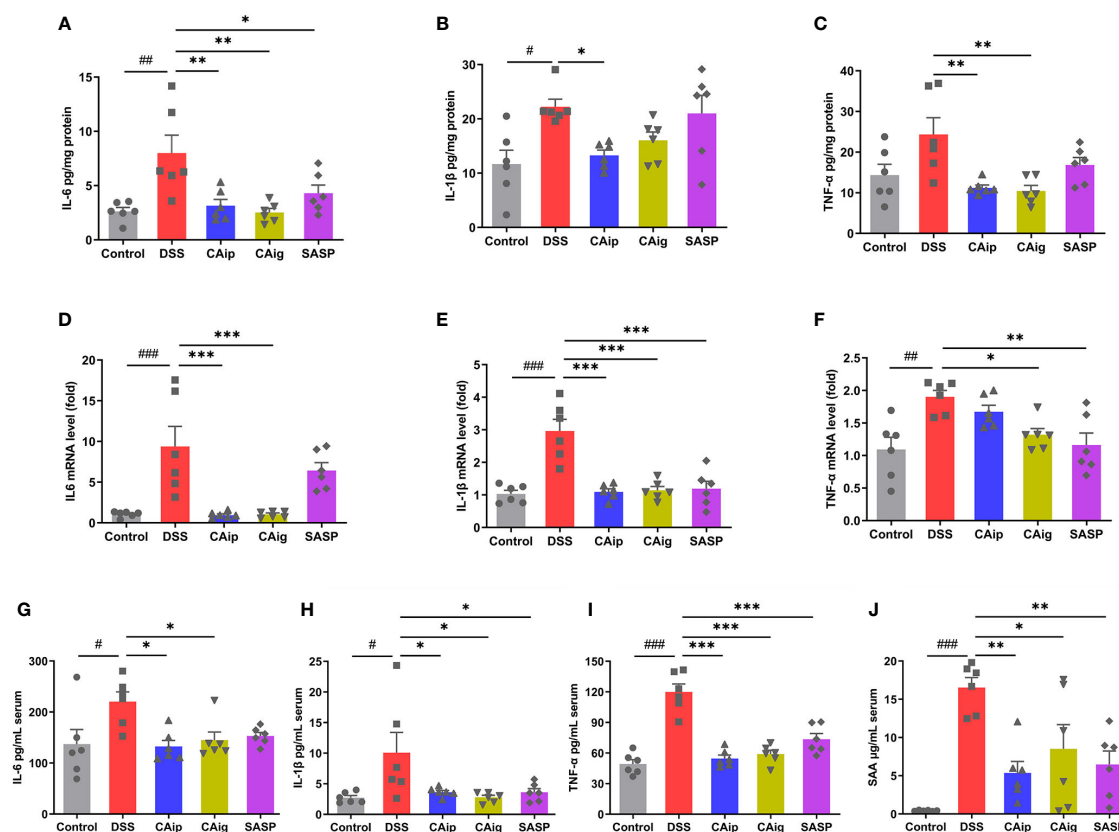 A
B
C
*
**
## **
# *
**
**
IL-6 pg/mg protein
15
10
5
0
Control DSS CAip CAig SASP
IL-1β pg/mg protein
30
20
10
0
Control DSS CAip CAig SASP
TNF-α pg/mg protein
40
30
20
10
0
Control DSS CAip CAig SASP
D
E
F
***
### ***
***
***
### ***
**
## *
IL6 mRNA level (fold)
20
15
10
5
0
Control DSS CAip CAig SASP
IL-1β mRNA level (fold)
6
4
2
0
Control DSS CAip CAig SASP
TNF-α mRNA level (fold)
2.5
2.0
1.5
1.0
0.5
0.0
Control DSS CAip CAig SASP
G
H
I
J
*
# *
*
*
# *
***
***
### ***
**
*
### **
IL-6 pg/mL serum
300
200
100
0
Control DSS CAip CAig SASP
IL-1β pg/mL serum
25
20
15
10
5
0
Control DSS CAip CAig SASP
TNF-α pg/mL serum
150
120
90
60
30
0
Control DSS CAip CAig SASP
SAA μg/mL serum
20
15
10
5
0
Control DSS CAip CAig SASP